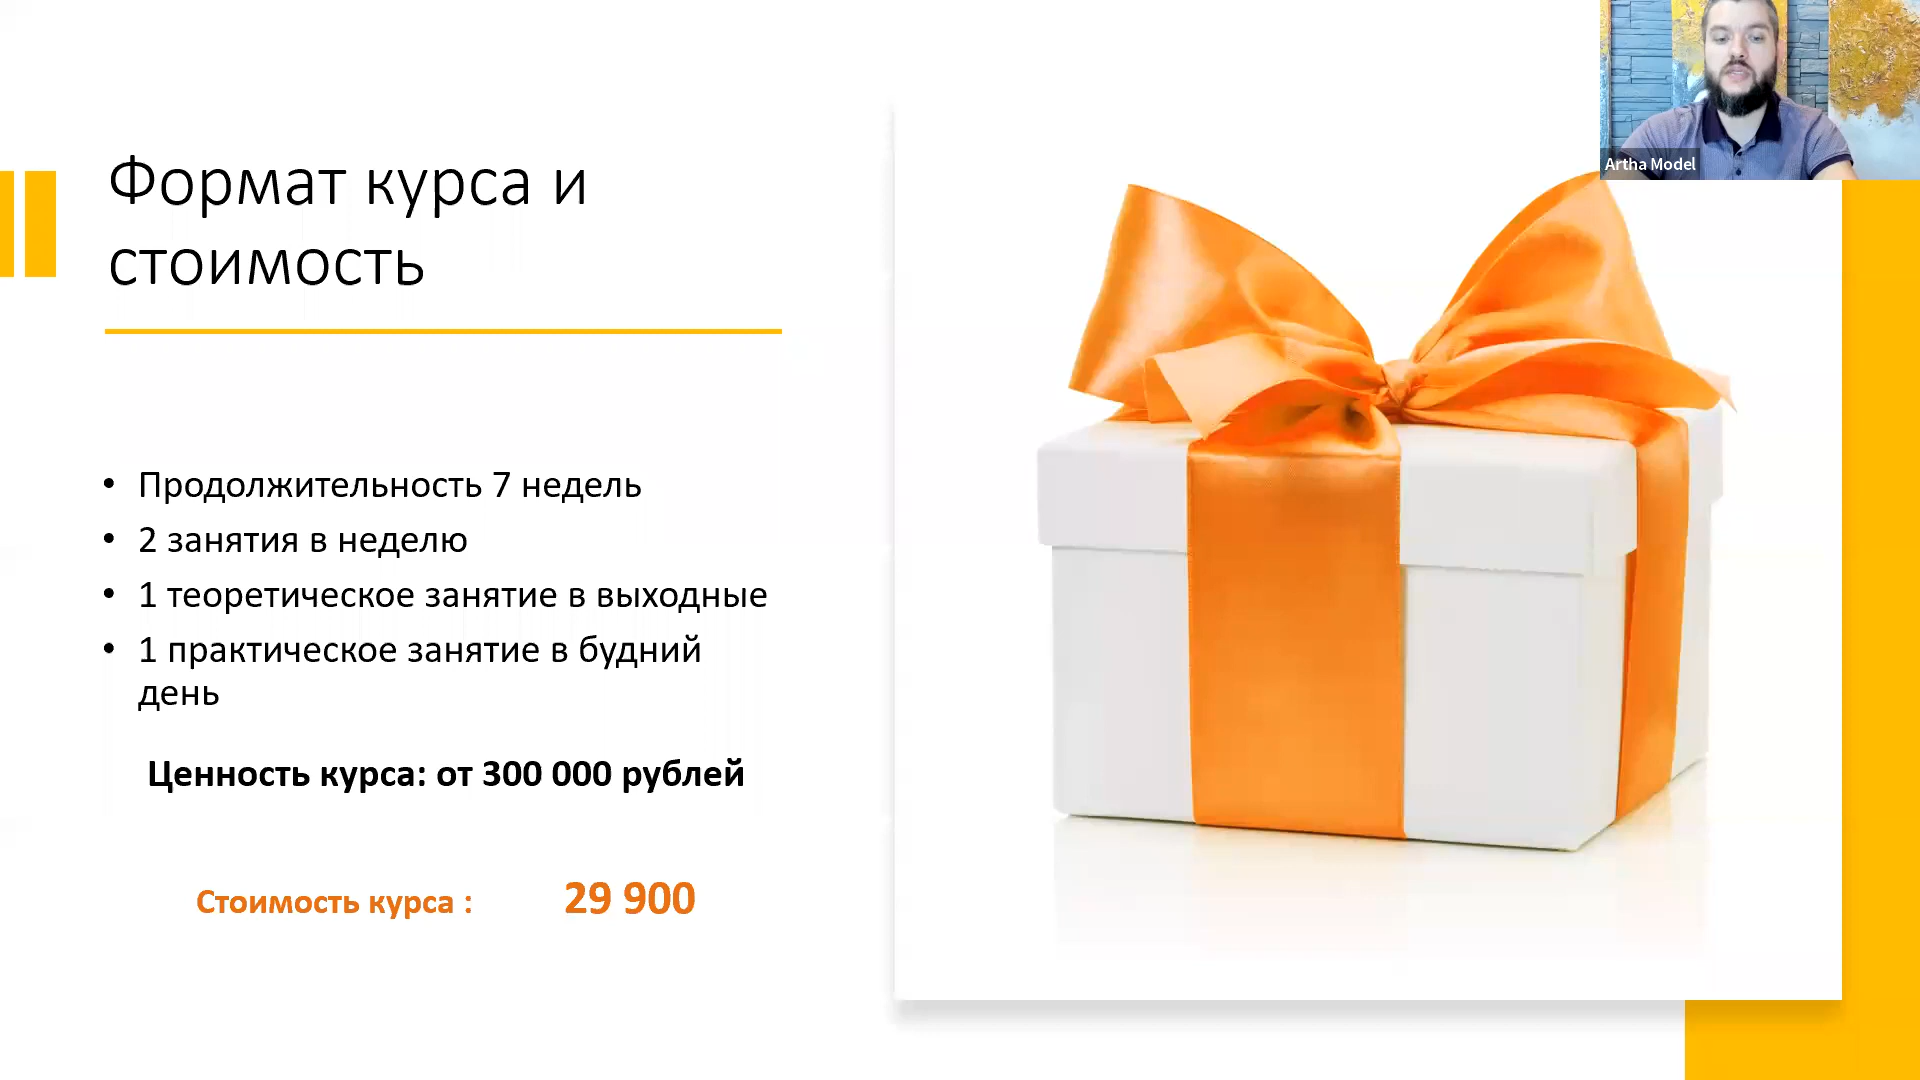 Artha Model
Формат курса и
стоимость
• Продолжительность 7 недель
• 2 занятия в неделю
• 1 теоретическое занятие в выходные
• 1 практическое занятие в будний
день
Ценность курса: от 300 000 рублей
Стоимость курса : 29 900